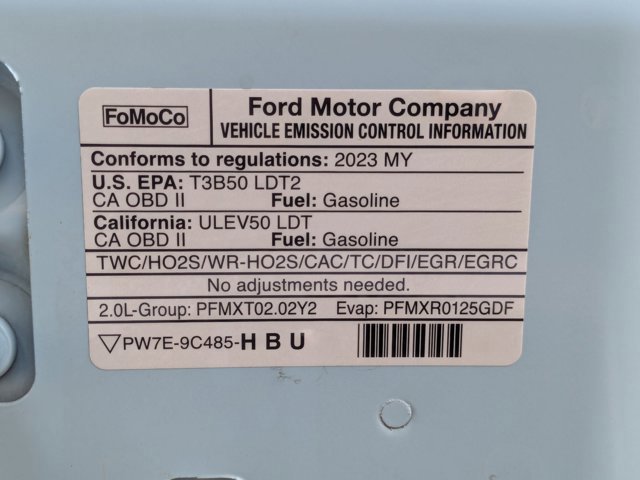 FoMoCo
Ford Motor Company
VEHICLE EMISSION CONTROL INFORMATION
Conforms to regulations: 2023 MY
U.S. EPA: T3B50 LDT2
CA OBD II Fuel: Gasoline
California: ULEV50 LDT
CA OBD II Fuel: Gasoline
TWC/HO2S/WR-HO2S/CAC/TC/DFI/EGR/EGRC
No adjustments needed.
2.0L-Group: PFMXT02.02Y2 Evap: PFMXR0125GDF
PW7E-9C485-H B U